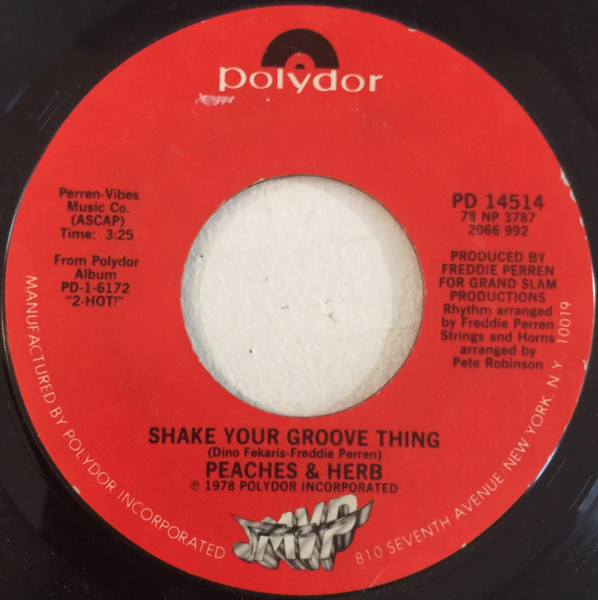 polydor
Perren-Vibes
Music Co.
(ASCAP)
Time: 3:25
From Polydor
Album
PD-1-6172
"2-HOT!"
PD 14514
78 NP 3787
2066 992
PRODUCED BY
FREDDIE PERREN
FOR GRAND SLAM
PRODUCTIONS
Rhythm arranged
by Freddie Perren
Strings and Horns
arranged by
Pete Robinson
SHAKE YOUR GROOVE THING
(Dino Fekaris-Freddie Perren)
PEACHES & HERB
℗ 1978 POLYDOR INCORPORATED
MVP
MANUFACTURED BY POLYDOR INCORPORATED 810 SEVENTH AVENUE, NEW YORK, N.Y. 10019